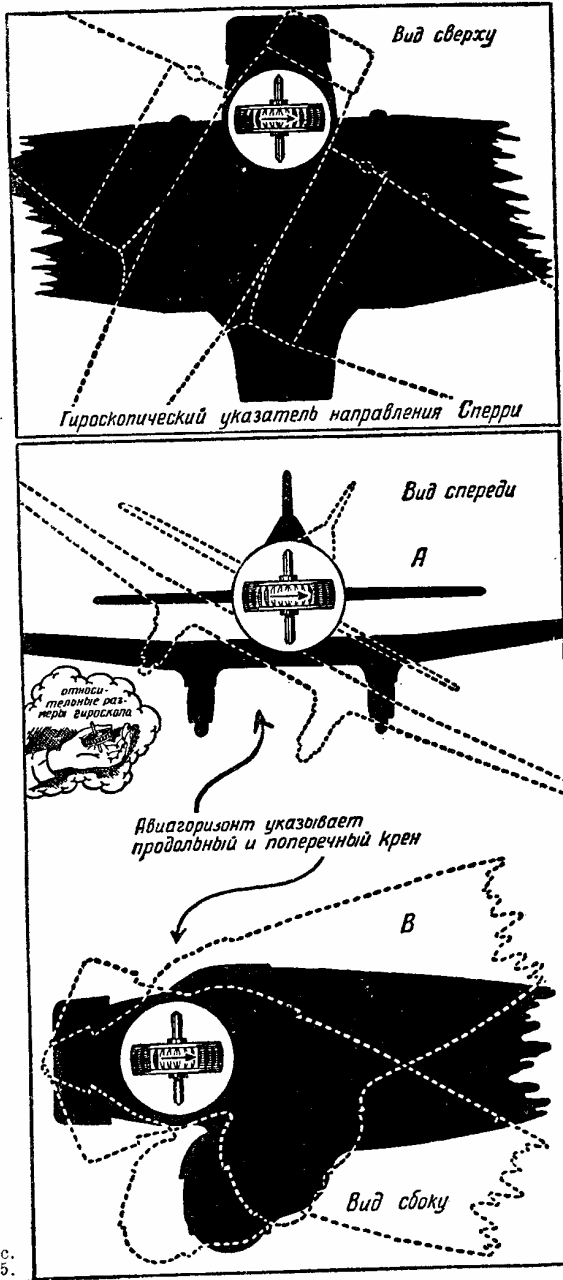 Вид сверху
Гироскопический указатель направления Сперри
Вид спереди
А
относи-
тельные раз-
меры гироскопа
Авиагоризонт указывает
продольный и поперечный крен
В
Вид сбоку
с.
5.